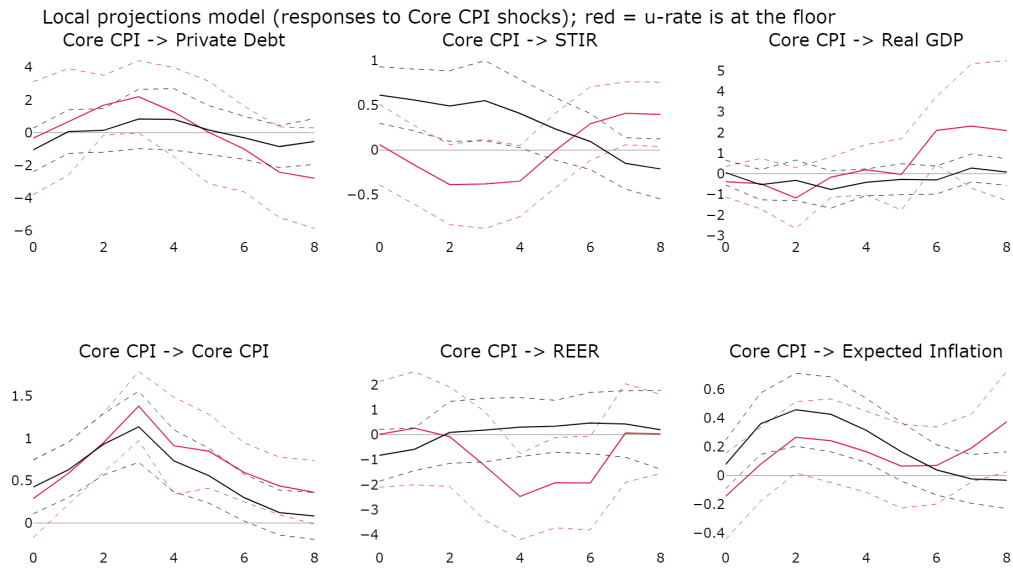 Local projections model (responses to Core CPI shocks); red = u-rate is at the floor
Core CPI -> Private Debt
4
2
0
−2
−4
−6
0 2 4 6 8
Core CPI -> STIR
1
0.5
0
−0.5
0 2 4 6 8
Core CPI -> Real GDP
5
4
3
2
1
0
−1
−2
−3
0 2 4 6 8
Core CPI -> Core CPI
1.5
1
0.5
0
0 2 4 6 8
Core CPI -> REER
2
1
0
−1
−2
−3
−4
0 2 4 6 8
Core CPI -> Expected Inflation
0.6
0.4
0.2
0
−0.2
−0.4
0 2 4 6 8